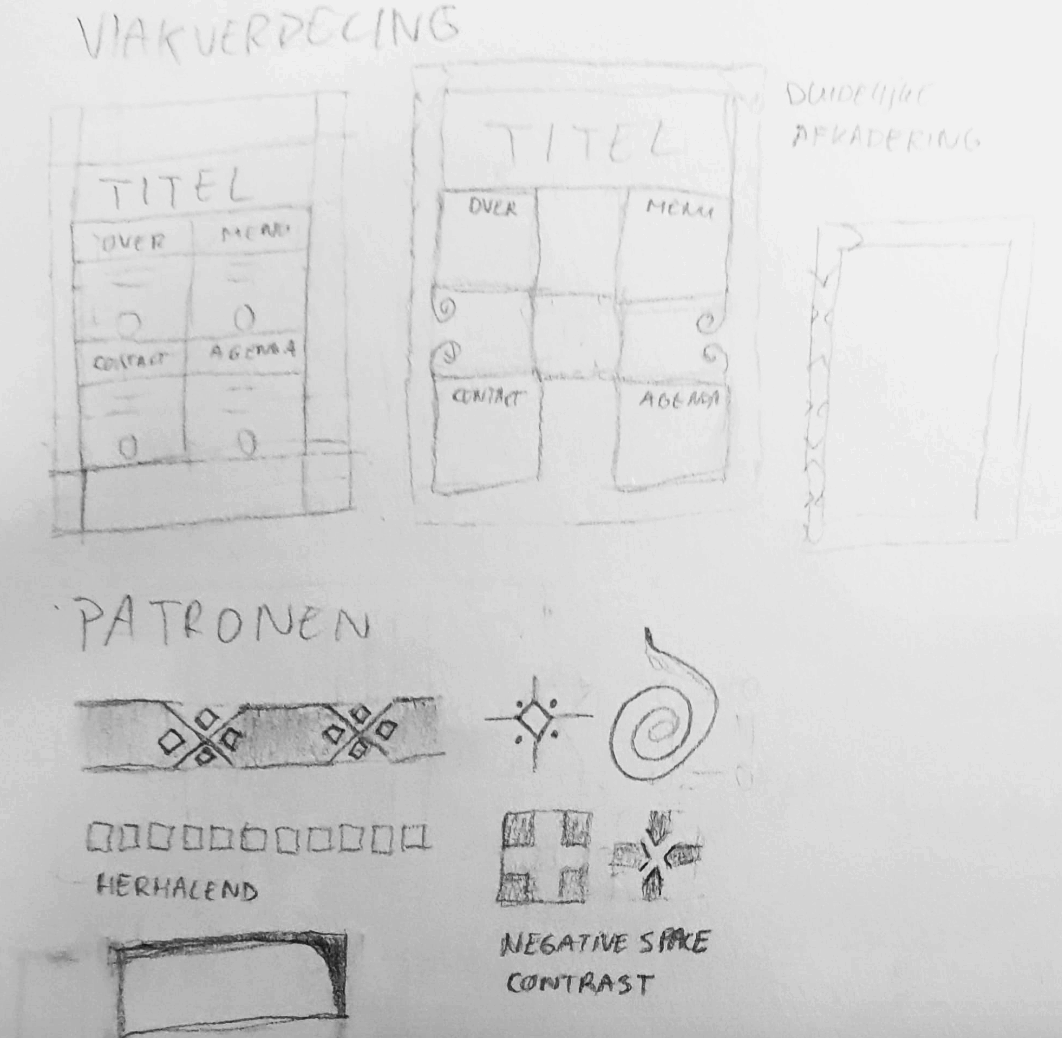 VLAKVERDELING
DUIDELIJKE
AFKADERING
TITEL
OVER MENU
CONTACT AGENDA
TITEL
OVER MENU
CONTACT AGENDA
PATRONEN
HERHALEND
NEGATIVE SPACE
CONTRAST